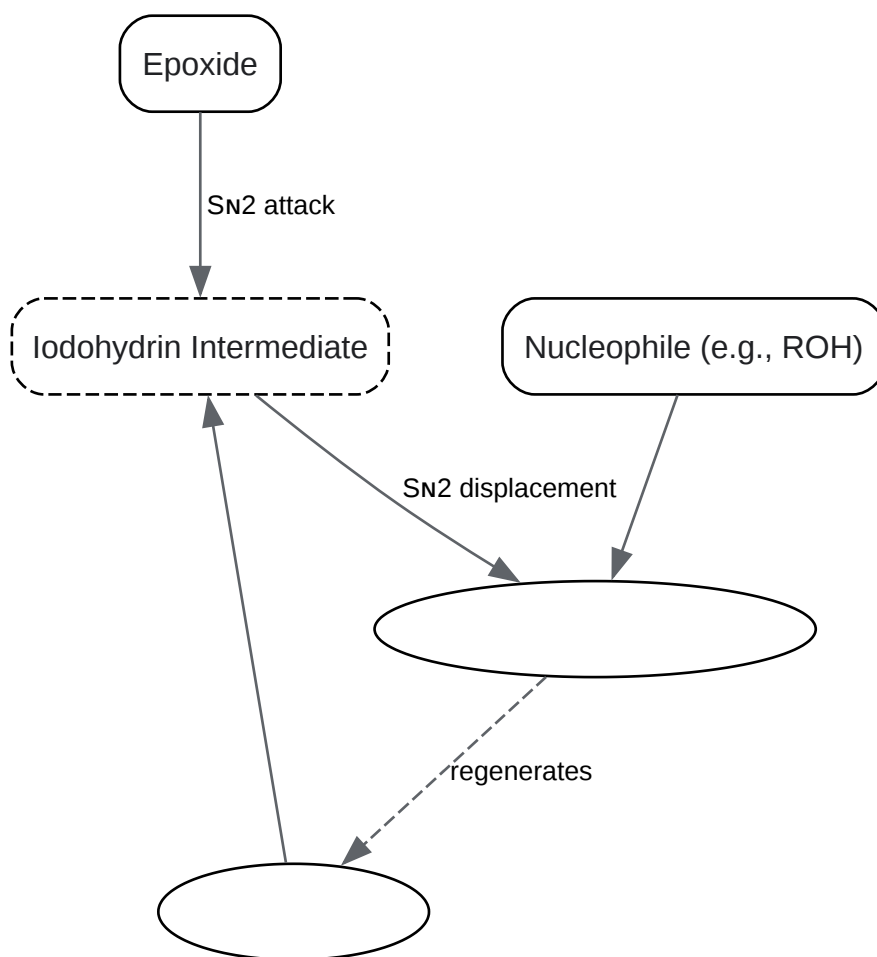 Epoxide
Sɴ2 attack
Iodohydrin Intermediate
Nucleophile (e.g., ROH)
Sɴ2 displacement
regenerates